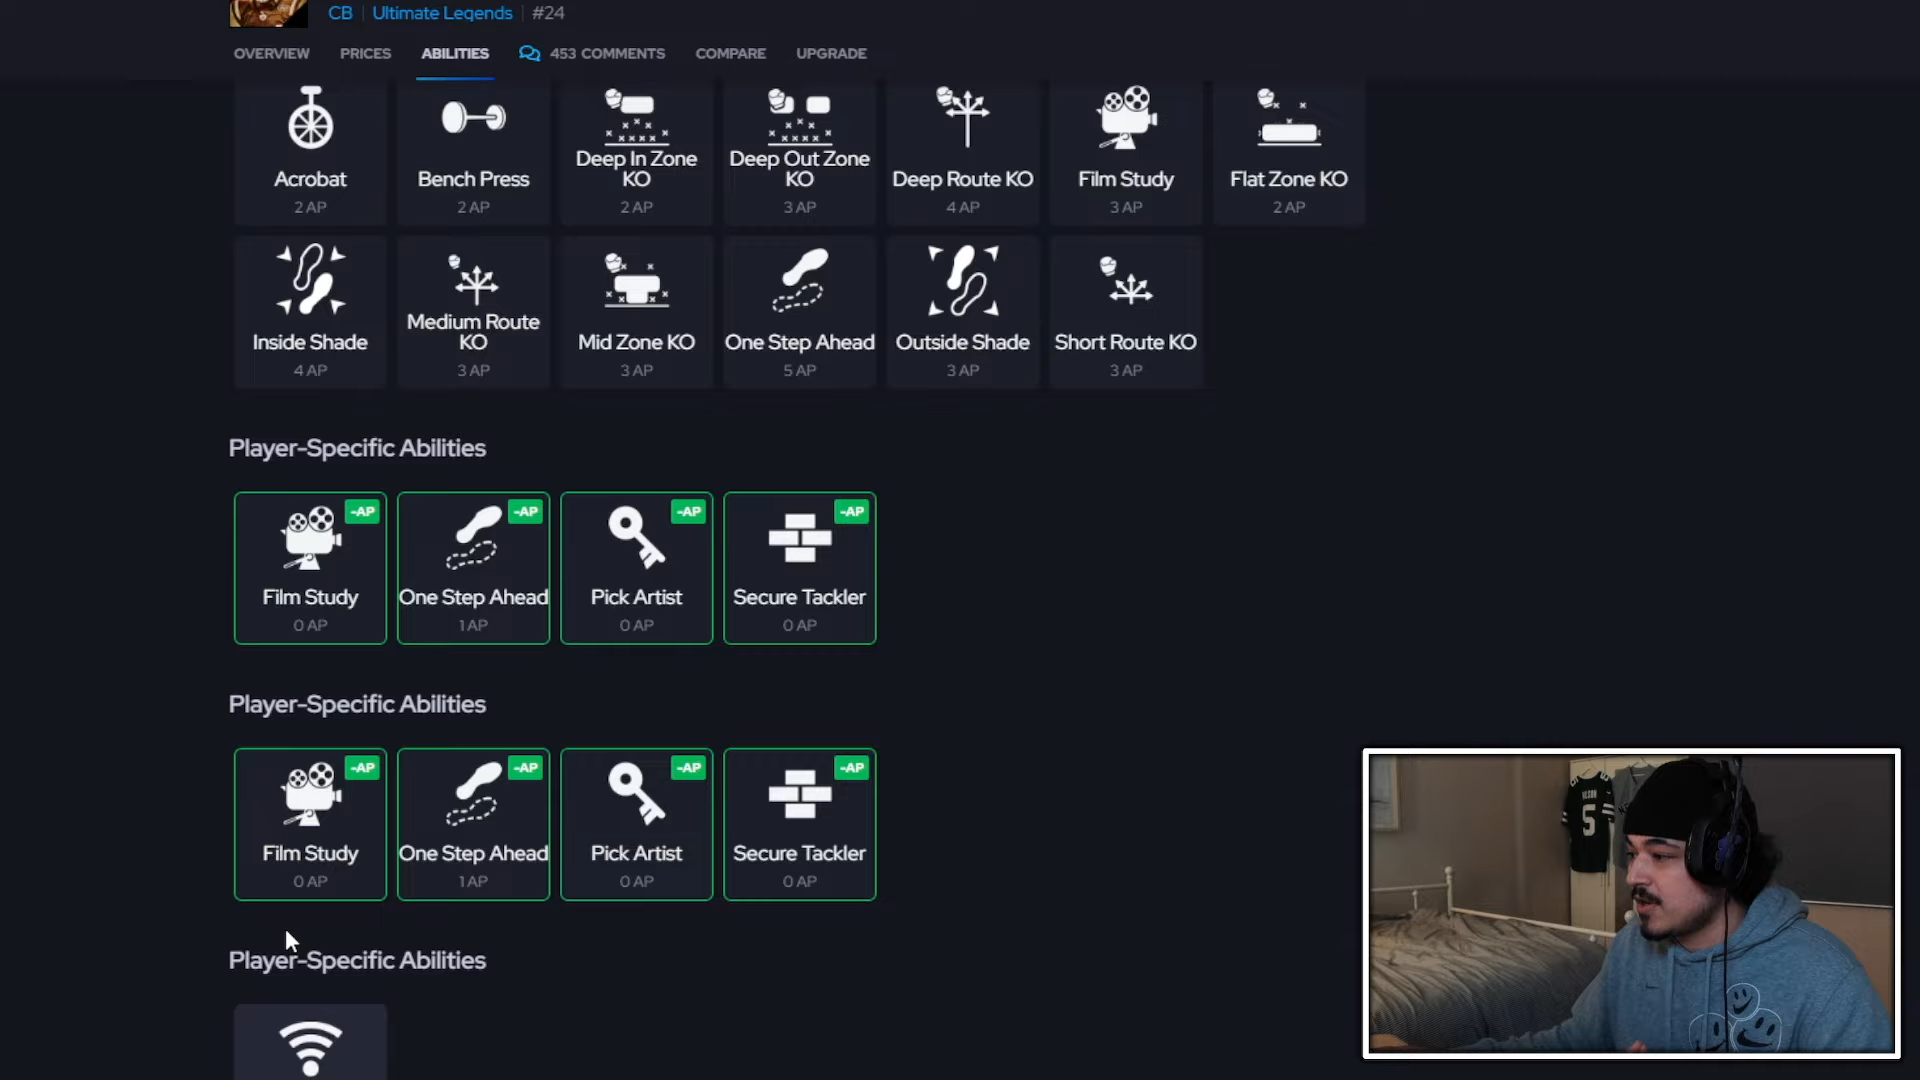 CB | Ultimate Legends | #24
OVERVIEW PRICES ABILITIES 453 COMMENTS COMPARE UPGRADE
Acrobat
2 AP
Bench Press
2 AP
Deep In Zone
KO
2 AP
Deep Out Zone
KO
3 AP
Deep Route KO
4 AP
Film Study
3 AP
Flat Zone KO
2 AP
Inside Shade
4 AP
Medium Route
KO
3 AP
Mid Zone KO
3 AP
One Step Ahead
5 AP
Outside Shade
3 AP
Short Route KO
3 AP
Player-Specific Abilities
-AP
Film Study
0 AP
-AP
One Step Ahead
1 AP
-AP
Pick Artist
0 AP
-AP
Secure Tackler
0 AP
Player-Specific Abilities
-AP
Film Study
0 AP
-AP
One Step Ahead
1 AP
-AP
Pick Artist
0 AP
-AP
Secure Tackler
0 AP
Player-Specific Abilities
5